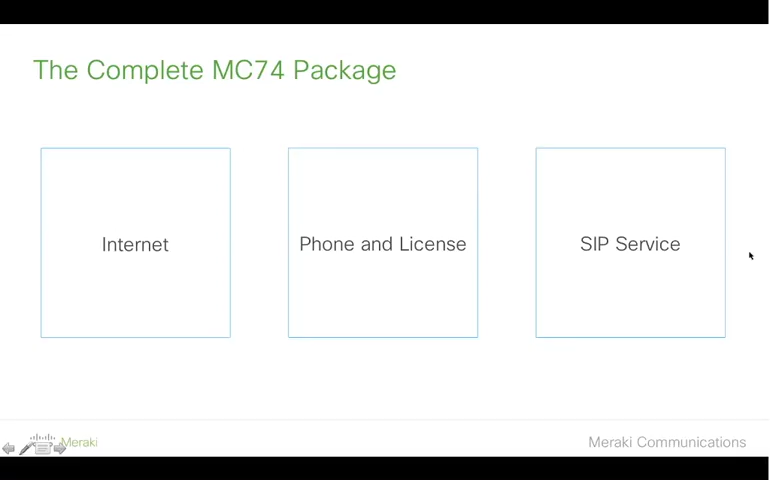 The Complete MC74 Package
Internet
Phone and License
SIP Service
Meraki
Meraki Communications